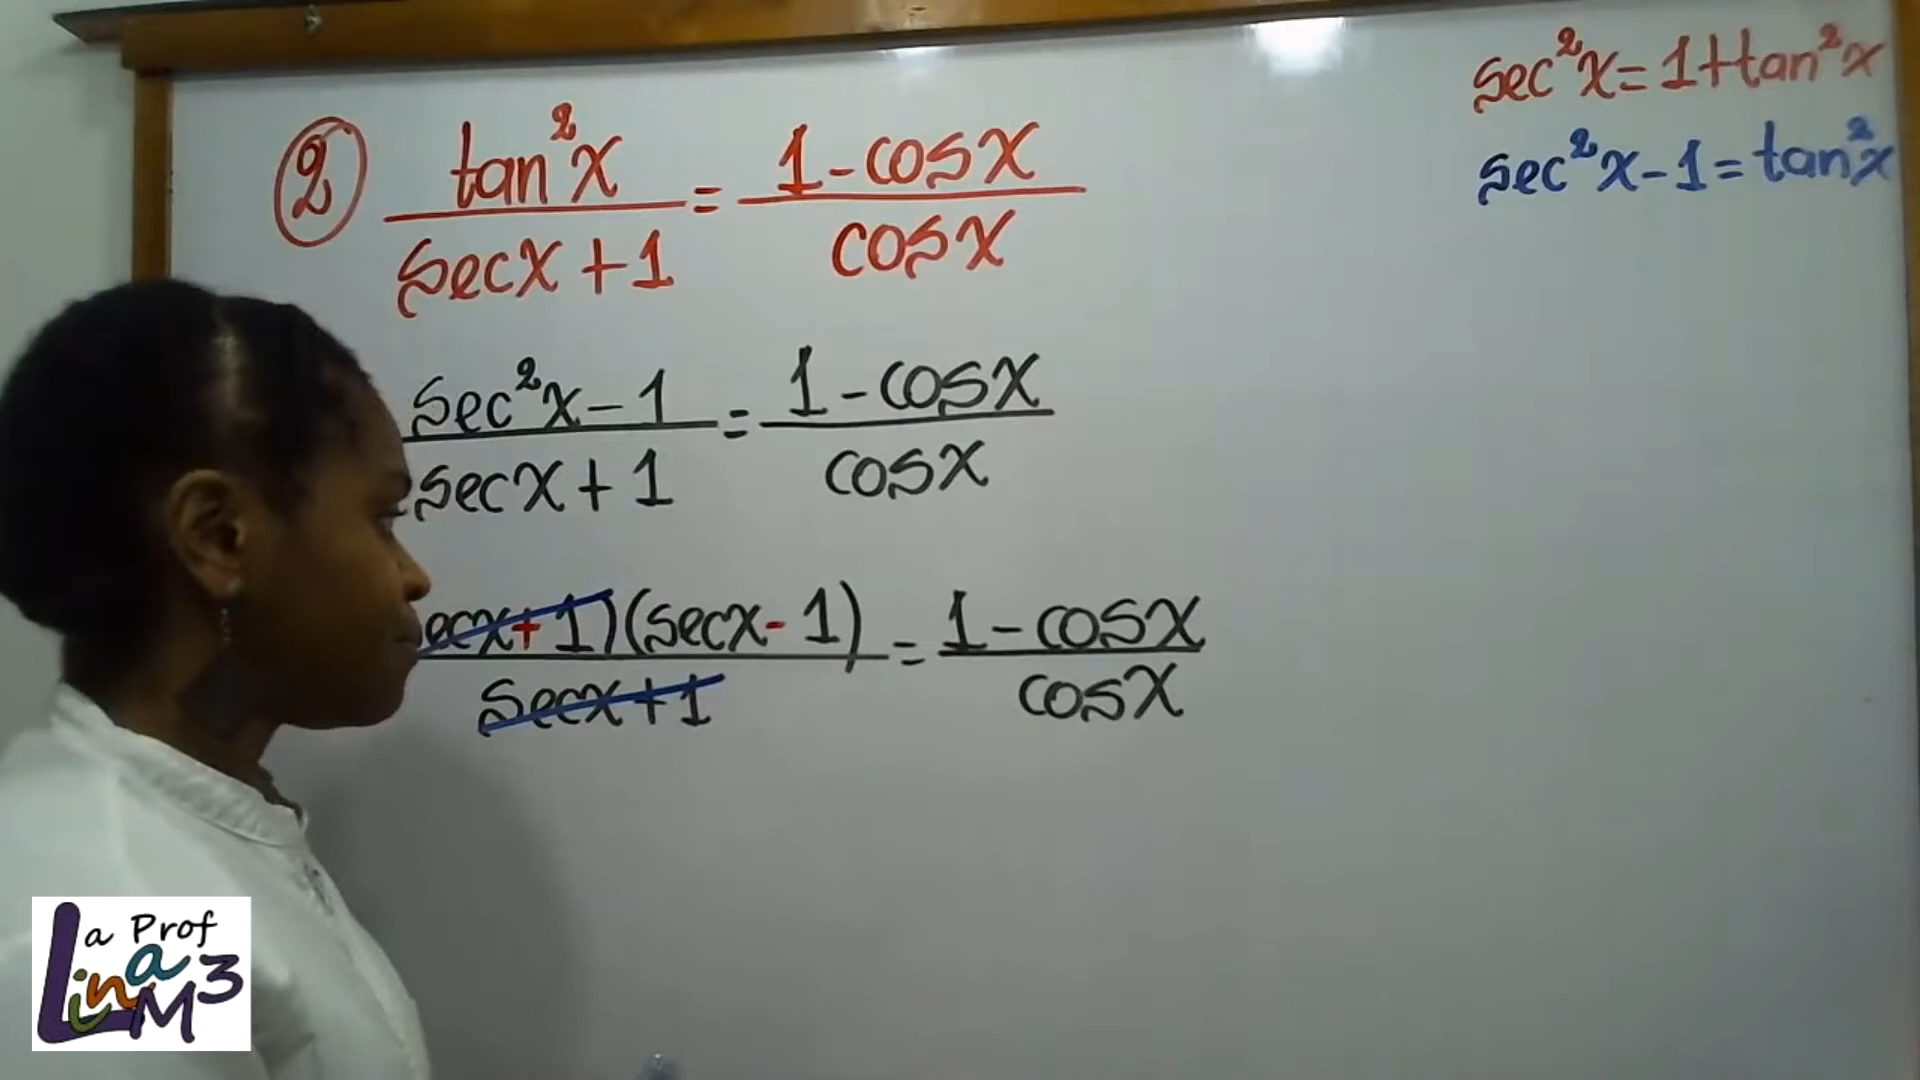 sec²x = 1+tan²x
sec²x - 1 = tan²x
② tan²x / secx + 1 = 1 - cosx / cosx
sec²x - 1 / secx + 1 = 1 - cosx / cosx
ecx + 1)(secx - 1) / secx + 1 = 1 - cosx / cosx
La Prof
Lina M3